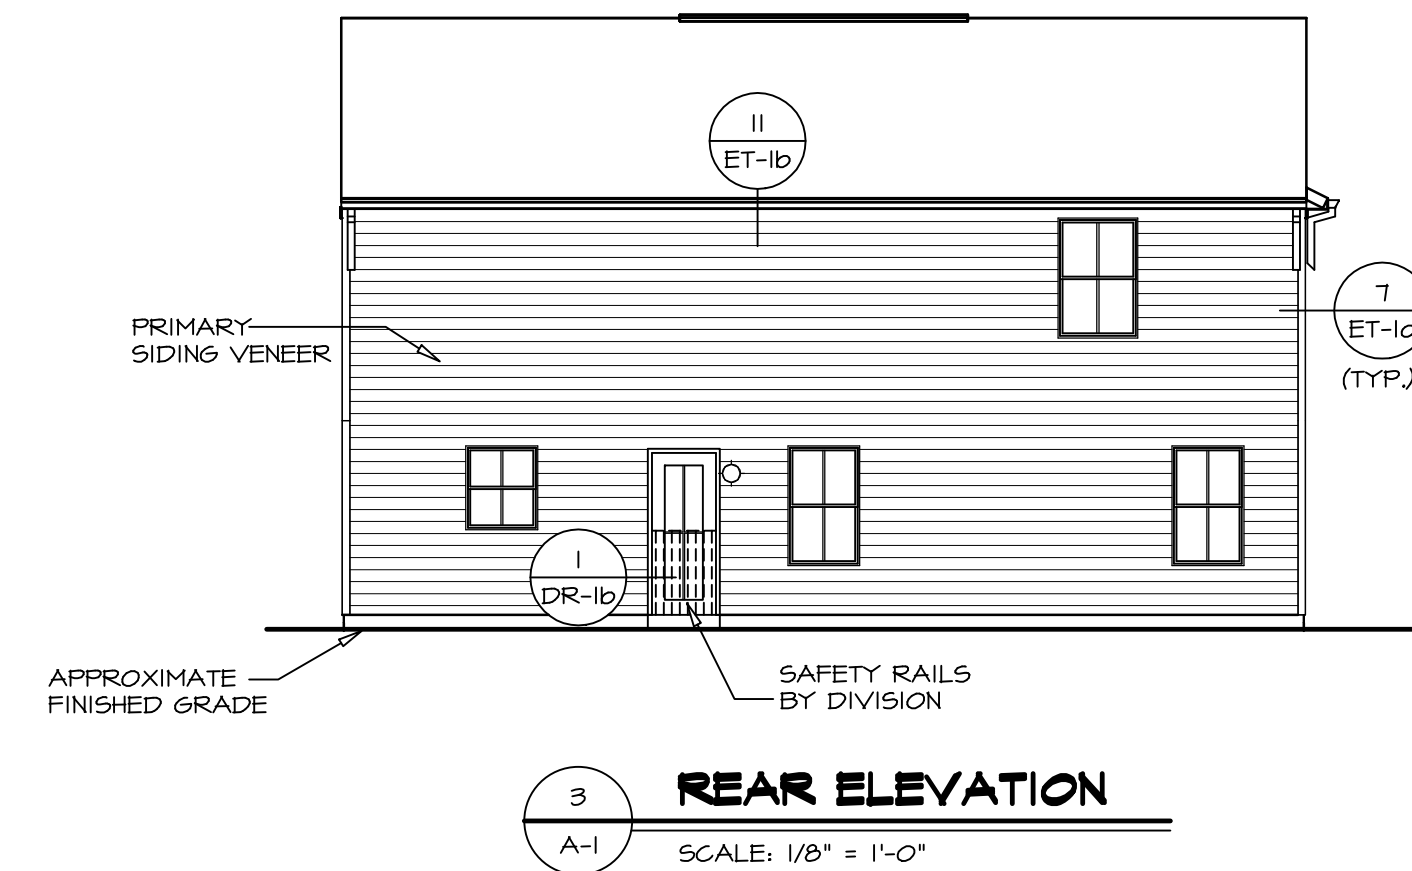 11
ET-1b
7
ET-1
(TYP.)
PRIMARY
SIDING VENEER
1
DR-1b
APPROXIMATE
FINISHED GRADE
SAFETY RAILS
BY DIVISION
3
A-1
REAR ELEVATION
SCALE: 1/8" = 1'-0"